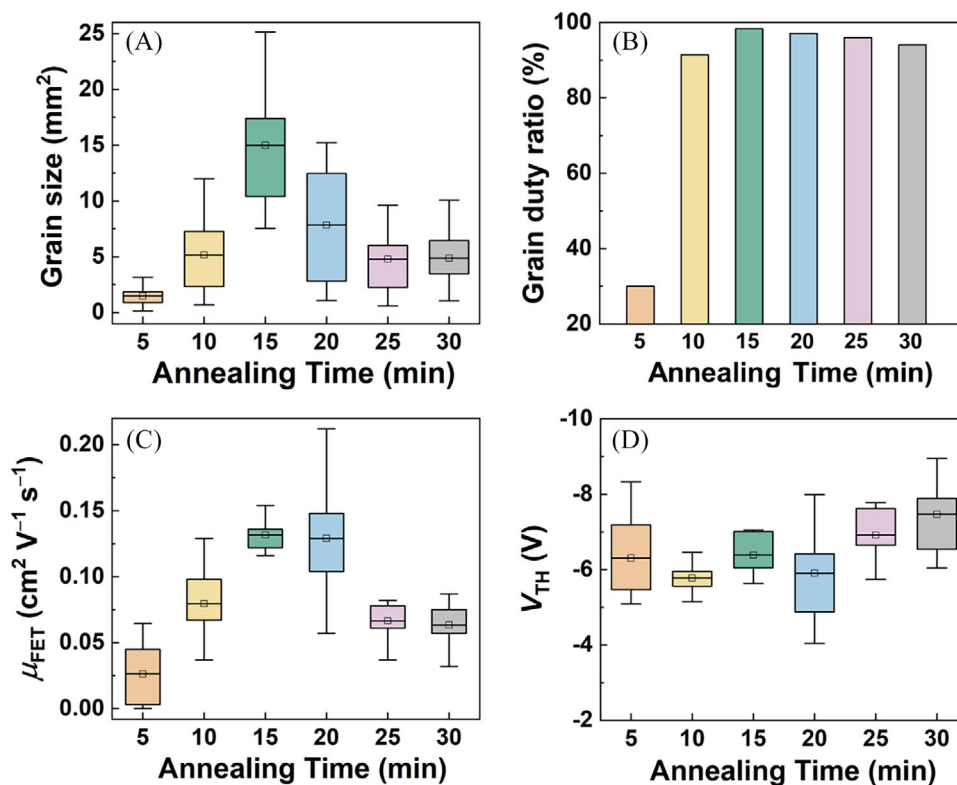 (A)
Grain size (mm²)
25
20
15
10
5
0
5 10 15 20 25 30
Annealing Time (min)
(B)
Grain duty ratio (%)
100
80
60
40
20
5 10 15 20 25 30
Annealing Time (min)
(C)
μFET (cm² V⁻¹ s⁻¹)
0.20
0.15
0.10
0.05
0.00
5 10 15 20 25 30
Annealing Time (min)
(D)
VTH (V)
-10
-8
-6
-4
-2
5 10 15 20 25 30
Annealing Time (min)